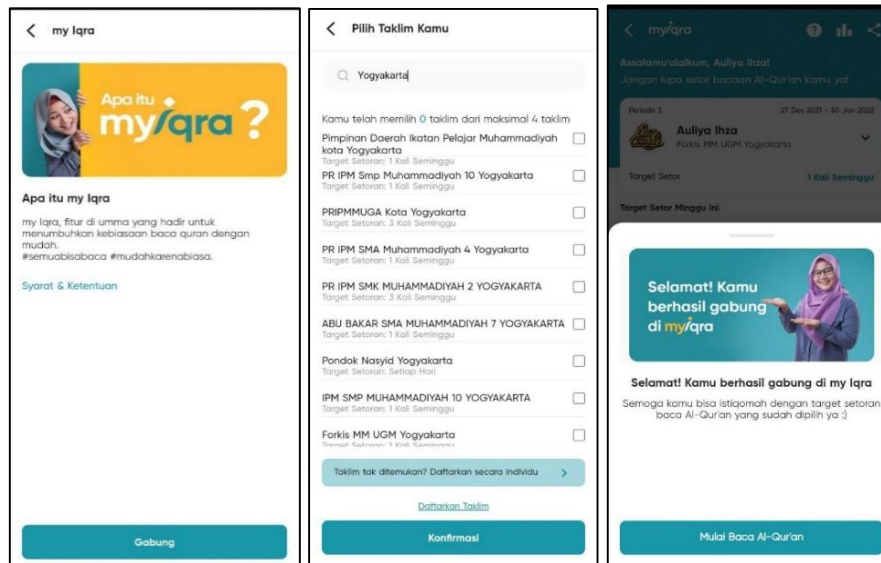 my Iqra
Apa itu
my Iqra ?
Apa itu my Iqra
my Iqra, fitur di umma yang hadir untuk
menumbuhkan kebiasaan baca quran dengan
mudah.
#semuabisabaca #mudahkarenabiasa.
Syarat & Ketentuan
Gabung
Pilih Taklim Kamu
Yogyakarta
Kamu telah memilih 0 taklim dari maksimal 4 taklim
Pimpinan Daerah Ikatan Pelajar Muhammadiyah
kota Yogyakarta
Target Setoran: 1 Kali Seminggu
PR IPM Smp Muhammadiyah 10 Yogyakarta
Target Setoran: 1 Kali Seminggu
PRIPMMUGA Kota Yogyakarta
Target Setoran: 3 Kali Seminggu
PR IPM SMA Muhammadiyah 4 Yogyakarta
Target Setoran: 1 Kali Seminggu
PR IPM SMK MUHAMMADIYAH 2 YOGYAKARTA
Target Setoran: 3 Kali Seminggu
ABU BAKAR SMA MUHAMMADIYAH 7 YOGYAKARTA
Target Setoran: 1 Kali Seminggu
Pondok Nasyid Yogyakarta
Target Setoran: Setiap Hari
IPM SMP MUHAMMADIYAH 10 YOGYAKARTA
Target Setoran: 1 Kali Seminggu
Forkis MM UGM Yogyakarta
Target Setoran: 1 Kali Seminggu
Taklim tak ditemukan? Daftarkan secara individu
Daftarkan Taklim
Konfirmasi
my Iqra
Assalamu'alaikum, Auliya Ihza!
Jangan lupa setor bacaan Al-Qur'an kamu ya!
Periode 3 27 Des 2021 - 30 Jan 2022
Auliya Ihza
Forkis MM UGM Yogyakarta
Target Setor 1 Kali Seminggu
Target Setor Minggu Ini
Selamat! Kamu
berhasil gabung
di my Iqra
Selamat! Kamu berhasil gabung di my Iqra
Semoga kamu bisa istiqomah dengan target setoran
baca Al-Qur'an yang sudah dipilih ya :)
Mulai Baca Al-Qur'an